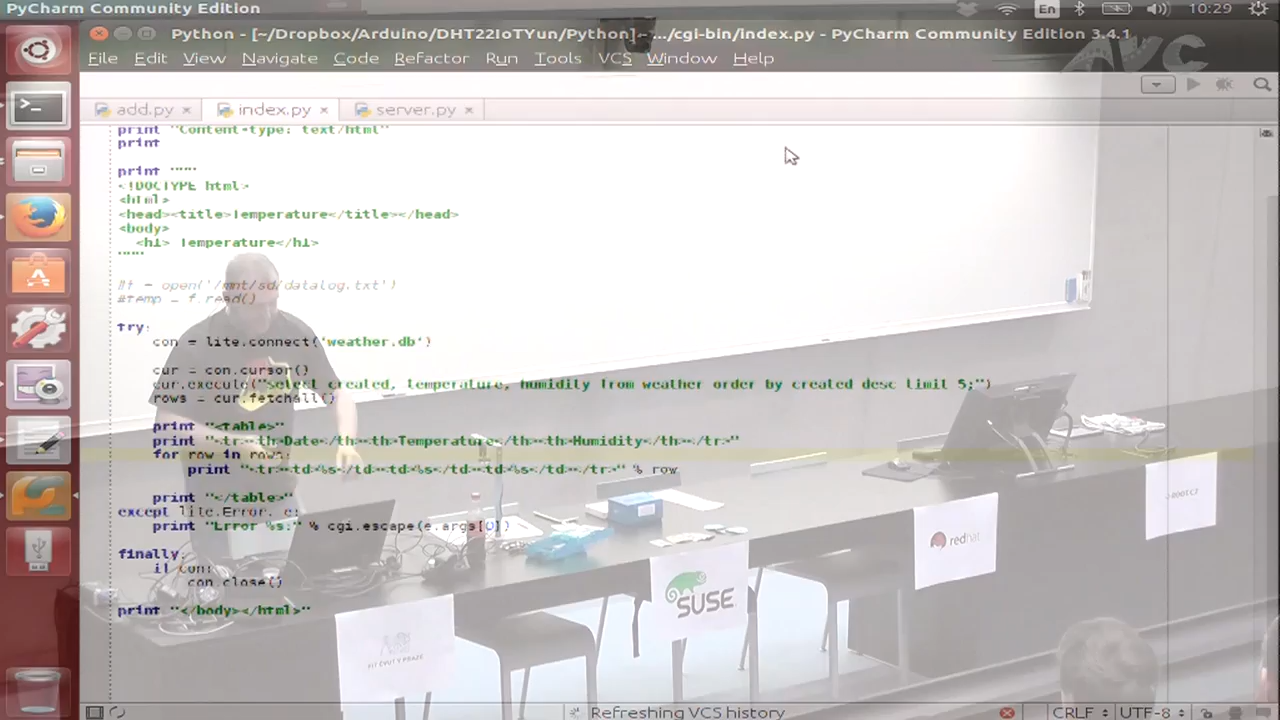 PyCharm Community Edition
En
10:29
Python - [~/Dropbox/Arduino/DHT22IoTYun/Python] - .../cgi-bin/index.py - PyCharm Community Edition 3.4.1
File Edit View Navigate Code Refactor Run Tools VCS Window Help
AVC
add.py
index.py
server.py
print "Content-type: text/html"
print
print """
<!DOCTYPE html>
<html>
<head><title>Temperature</title></head>
<body>
<h1> Temperature</h1>
"""
#f = open('/mnt/sd/datalog.txt')
#temp = f.read()
try:
con = lite.connect('weather.db')
cur = con.cursor()
cur.execute("select created, temperature, humidity from weather order by created desc limit 5;")
rows = cur.fetchall()
print "<table>"
print "<tr><th>Date</th><th>Temperature</th><th>Humidity</th></tr>"
for row in rows:
print "<tr><td>%s</td><td>%s</td><td>%s</td></tr>" % row
print "</table>"
except lite.Error, e:
print "Error %s:" % cgi.escape(e.args[0])
finally:
if con:
con.close()
print "</body></html>"
redhat
SUSE
FIT ČVUT V PRAZE
Refreshing VCS history
CRLF
UTF-8